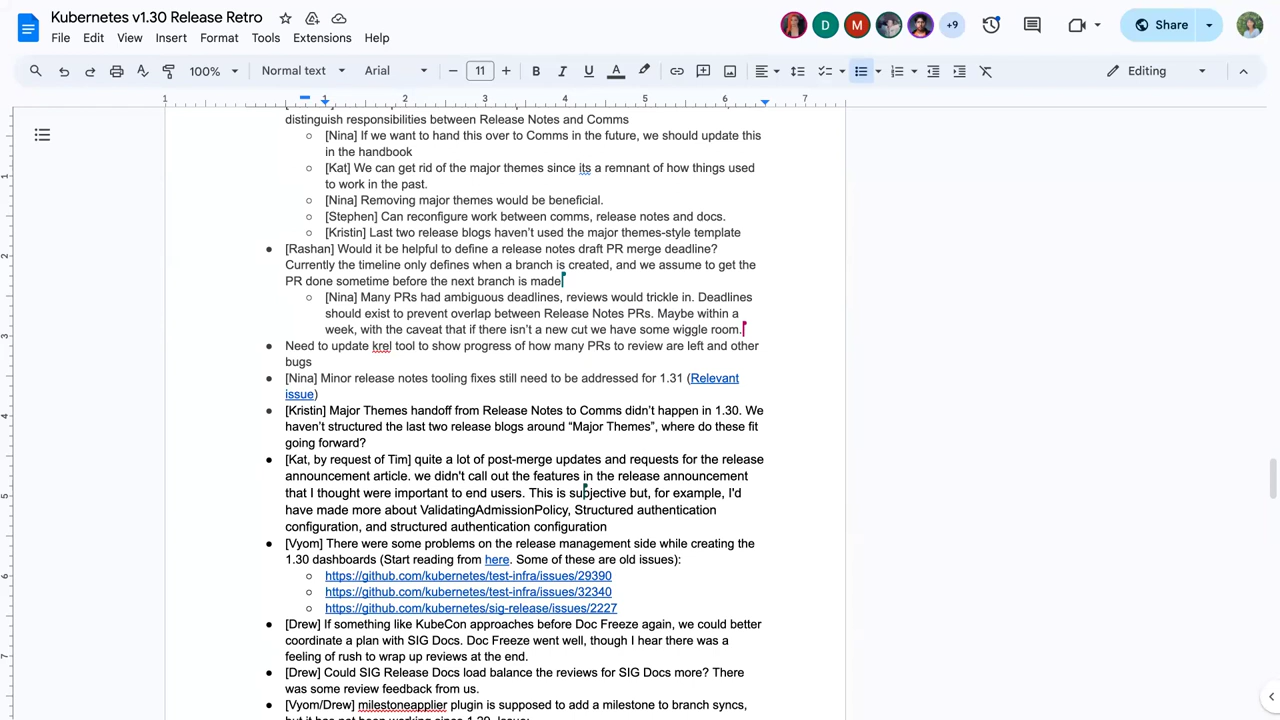 Kubernetes v1.30 Release Retro
File Edit View Insert Format Tools Extensions Help
D M +9 Share
100% Normal text Arial 11 Editing
1 1 2 3 4 5 6 7
distinguish responsibilities between Release Notes and Comms
[Nina] If we want to hand this over to Comms in the future, we should update this
in the handbook
[Kat] We can get rid of the major themes since its a remnant of how things used
to work in the past.
[Nina] Removing major themes would be beneficial.
[Stephen] Can reconfigure work between comms, release notes and docs.
[Kristin] Last two release blogs haven't used the major themes-style template
[Rashan] Would it be helpful to define a release notes draft PR merge deadline?
Currently the timeline only defines when a branch is created, and we assume to get the
PR done sometime before the next branch is made
[Nina] Many PRs had ambiguous deadlines, reviews would trickle in. Deadlines
should exist to prevent overlap between Release Notes PRs. Maybe within a
week, with the caveat that if there isn't a new cut we have some wiggle room.
Need to update krel tool to show progress of how many PRs to review are left and other
bugs
[Nina] Minor release notes tooling fixes still need to be addressed for 1.31 (Relevant
issue)
[Kristin] Major Themes handoff from Release Notes to Comms didn't happen in 1.30. We
haven't structured the last two release blogs around “Major Themes”, where do these fit
going forward?
[Kat, by request of Tim] quite a lot of post-merge updates and requests for the release
announcement article. we didn't call out the features in the release announcement
that I thought were important to end users. This is subjective but, for example, I'd
have made more about ValidatingAdmissionPolicy, Structured authentication
configuration, and structured authentication configuration
[Vyom] There were some problems on the release management side while creating the
1.30 dashboards (Start reading from here. Some of these are old issues):
https://github.com/kubernetes/test-infra/issues/29390
https://github.com/kubernetes/test-infra/issues/32340
https://github.com/kubernetes/sig-release/issues/2227
[Drew] If something like KubeCon approaches before Doc Freeze again, we could better
coordinate a plan with SIG Docs. Doc Freeze went well, though I hear there was a
feeling of rush to wrap up reviews at the end.
[Drew] Could SIG Release Docs load balance the reviews for SIG Docs more? There
was some review feedback from us.
[Vyom/Drew] milestoneapplier plugin is supposed to add a milestone to branch syncs,